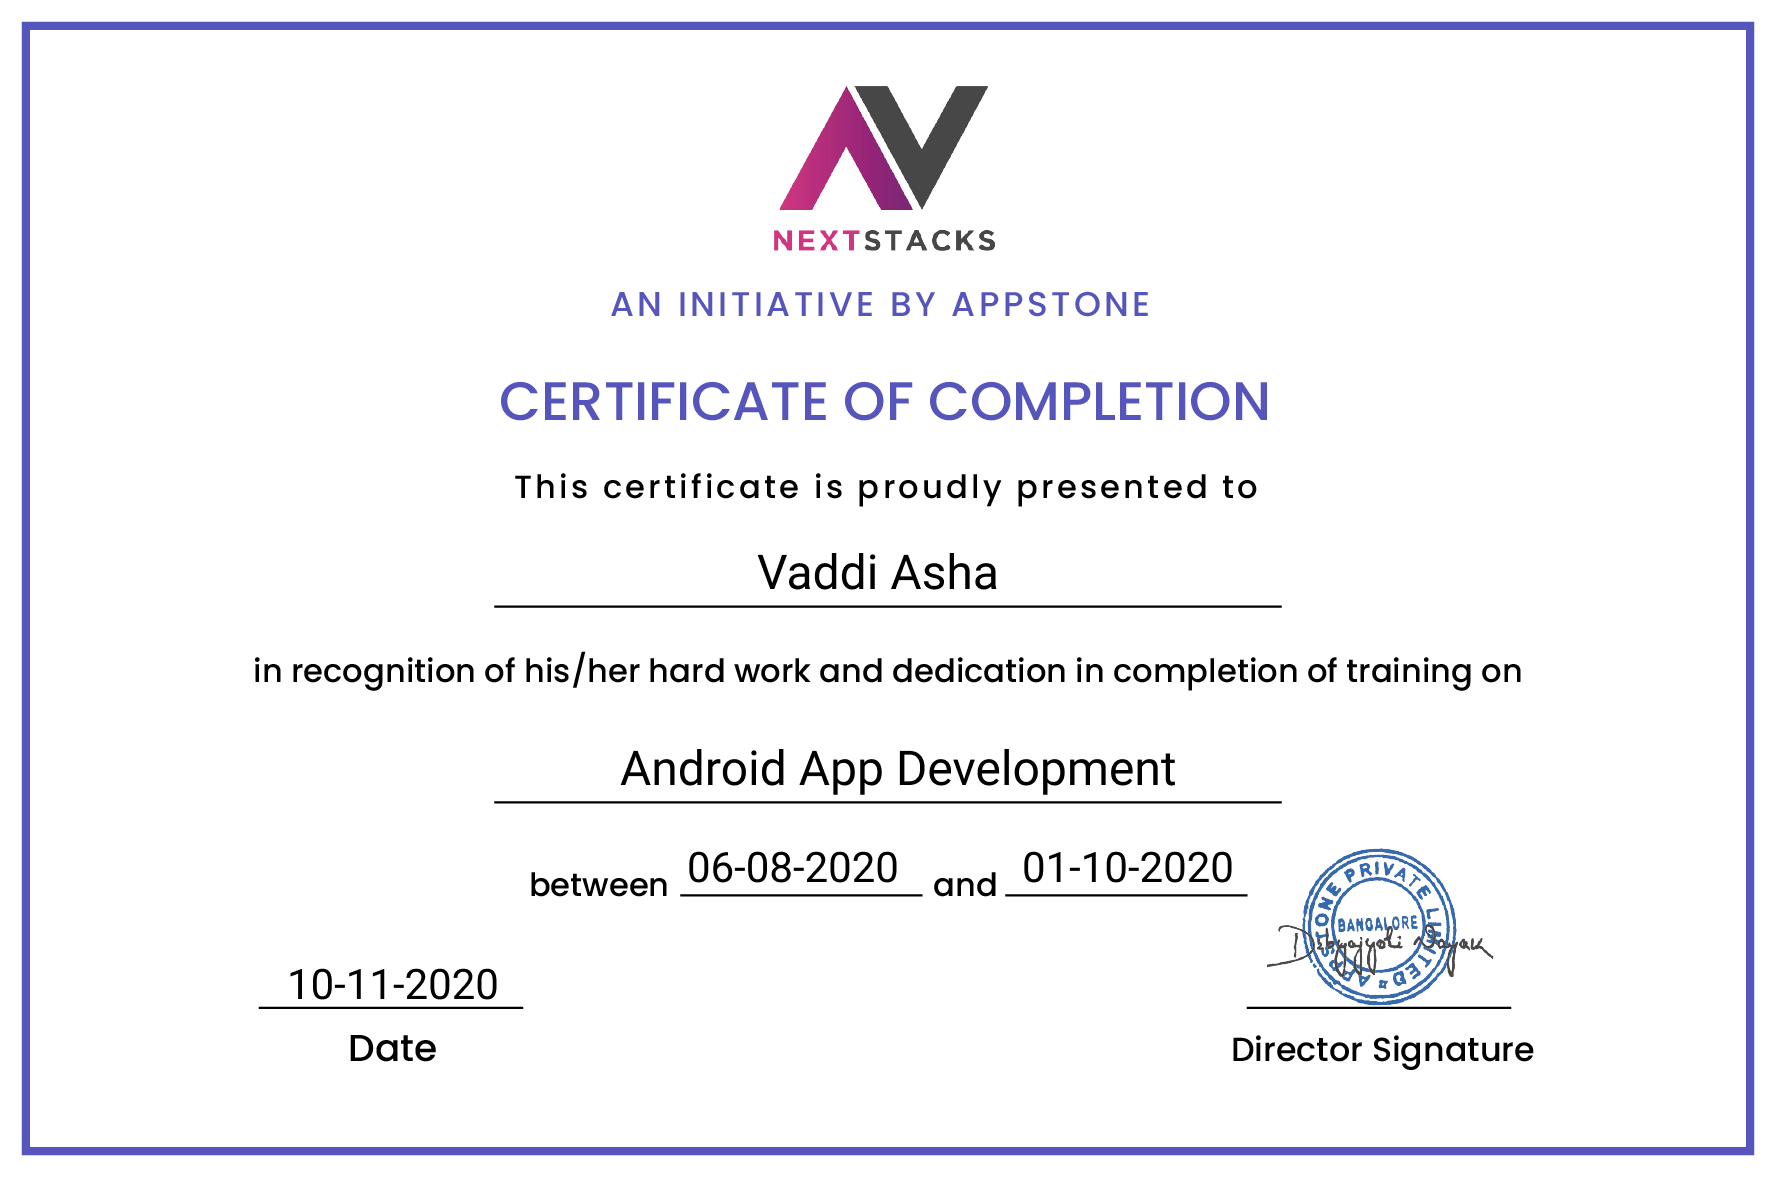 NEXTSTACKS
AN INITIATIVE BY APPSTONE
CERTIFICATE OF COMPLETION
This certificate is proudly presented to
Vaddi Asha
in recognition of his/her hard work and dedication in completion of training on
Android App Development
between 06-08-2020 and 01-10-2020
APPSTONE PRIVATE LIMITED
BANGALORE
Dibyajyoti Nayak
10-11-2020
Date
Director Signature